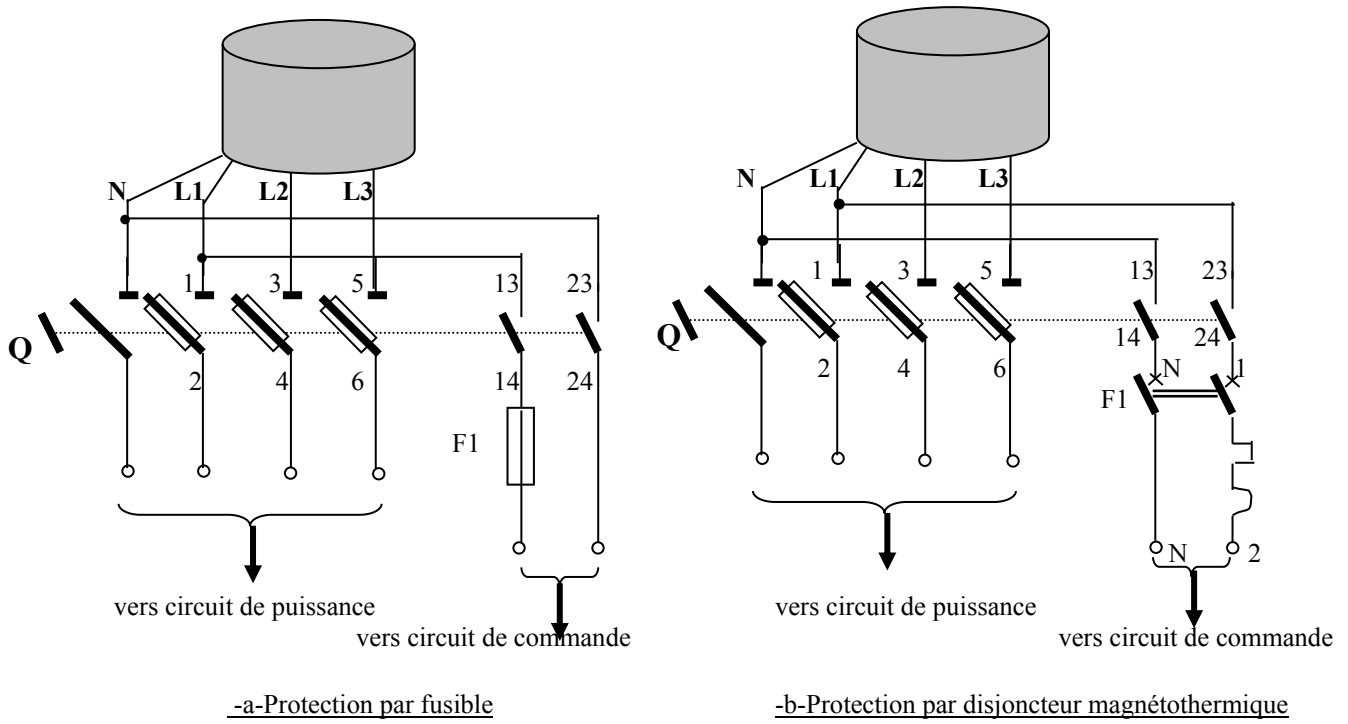 N L1 L2 L3
1 3 5 13 23
Q
2 4 6 14 24
F1
vers circuit de puissance
vers circuit de commande
-a-Protection par fusible
N L1 L2 L3
1 3 5 13 23
Q
14 24
2 4 6 N 1
F1
N 2
vers circuit de puissance
vers circuit de commande
-b-Protection par disjoncteur magnétothermique